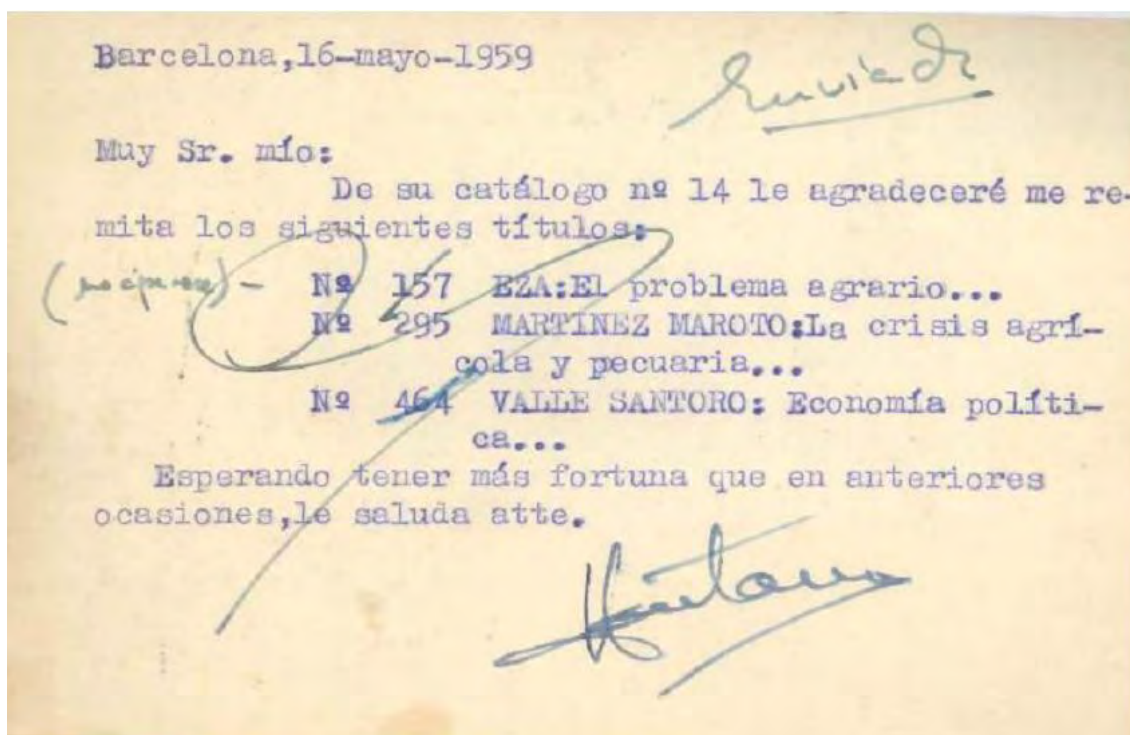 Barcelona,16-mayo-1959
Enviado
Muy Sr. mío:
De su catálogo nº 14 le agradeceré me re-
mita los siguientes títulos:
Nº 157 EZA:El problema agrario...
Nº 295 MARTINEZ MAROTO:La crisis agrí-
cola y pecuaria...
Nº 464 VALLE SANTORO: Economía políti-
ca...
Esperando tener más fortuna que en anteriores
ocasiones,le saluda atte.